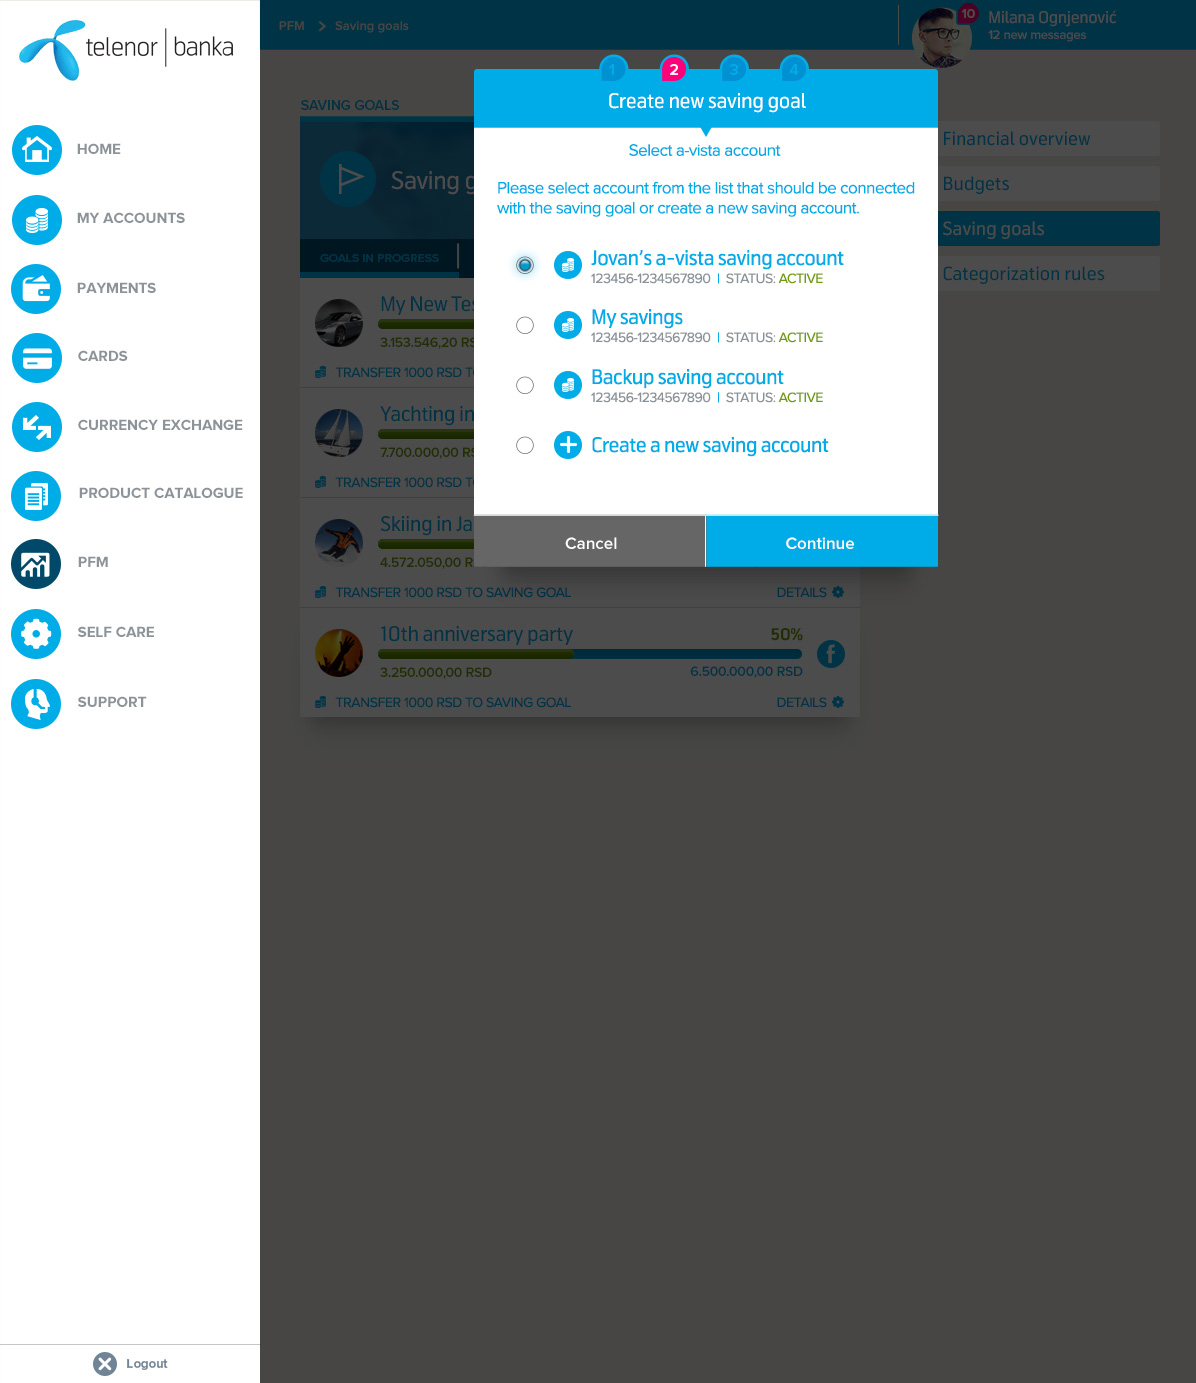 telenor banka
HOME
MY ACCOUNTS
PAYMENTS
CARDS
CURRENCY EXCHANGE
PRODUCT CATALOGUE
PFM
SELF CARE
SUPPORT
Logout
PFM > Saving goals
10
Milana Ognjenović
12 new messages
SAVING GOALS
Saving g
GOALS IN PROGRESS
My New Tes
3.153.546,20 RS
TRANSFER 1000 RSD TO
Yachting in
7.700.000,00 RS
TRANSFER 1000 RSD TO
Skiing in Ja
4.572.050,00 R
TRANSFER 1000 RSD TO SAVING GOAL
DETAILS
10th anniversary party
50%
3.250.000,00 RSD
6.500.000,00 RSD
TRANSFER 1000 RSD TO SAVING GOAL
DETAILS
1 2 3 4
Create new saving goal
Select a-vista account
Please select account from the list that should be connected
with the saving goal or create a new saving account.
Jovan's a-vista saving account
123456-1234567890 | STATUS: ACTIVE
My savings
123456-1234567890 | STATUS: ACTIVE
Backup saving account
123456-1234567890 | STATUS: ACTIVE
Create a new saving account
Cancel
Continue
Financial overview
Budgets
Saving goals
Categorization rules